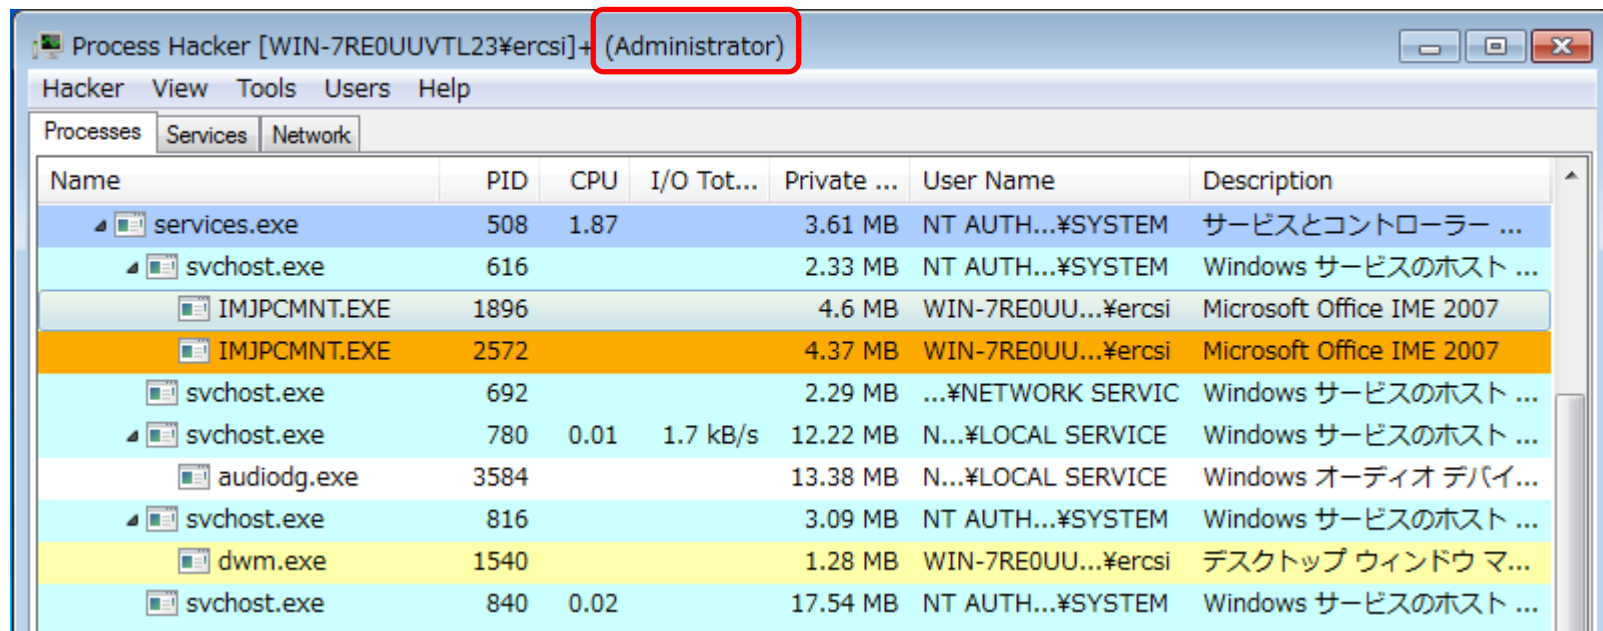 Process Hacker [WIN-7RE0UUVTL23¥ercsi]+ (Administrator)
Hacker View Tools Users Help
Processes Services Network
Name PID CPU I/O Tot... Private ... User Name Description
services.exe 508 1.87 3.61 MB NT AUTH...¥SYSTEM サービスとコントローラー ...
svchost.exe 616 2.33 MB NT AUTH...¥SYSTEM Windows サービスのホスト ...
IMJPCMNT.EXE 1896 4.6 MB WIN-7RE0UU...¥ercsi Microsoft Office IME 2007
IMJPCMNT.EXE 2572 4.37 MB WIN-7RE0UU...¥ercsi Microsoft Office IME 2007
svchost.exe 692 2.29 MB ...¥NETWORK SERVIC Windows サービスのホスト ...
svchost.exe 780 0.01 1.7 kB/s 12.22 MB N...¥LOCAL SERVICE Windows サービスのホスト ...
audiodg.exe 3584 13.38 MB N...¥LOCAL SERVICE Windows オーディオ デバイ...
svchost.exe 816 3.09 MB NT AUTH...¥SYSTEM Windows サービスのホスト ...
dwm.exe 1540 1.28 MB WIN-7RE0UU...¥ercsi デスクトップ ウィンドウ マ...
svchost.exe 840 0.02 17.54 MB NT AUTH...¥SYSTEM Windows サービスのホスト ...